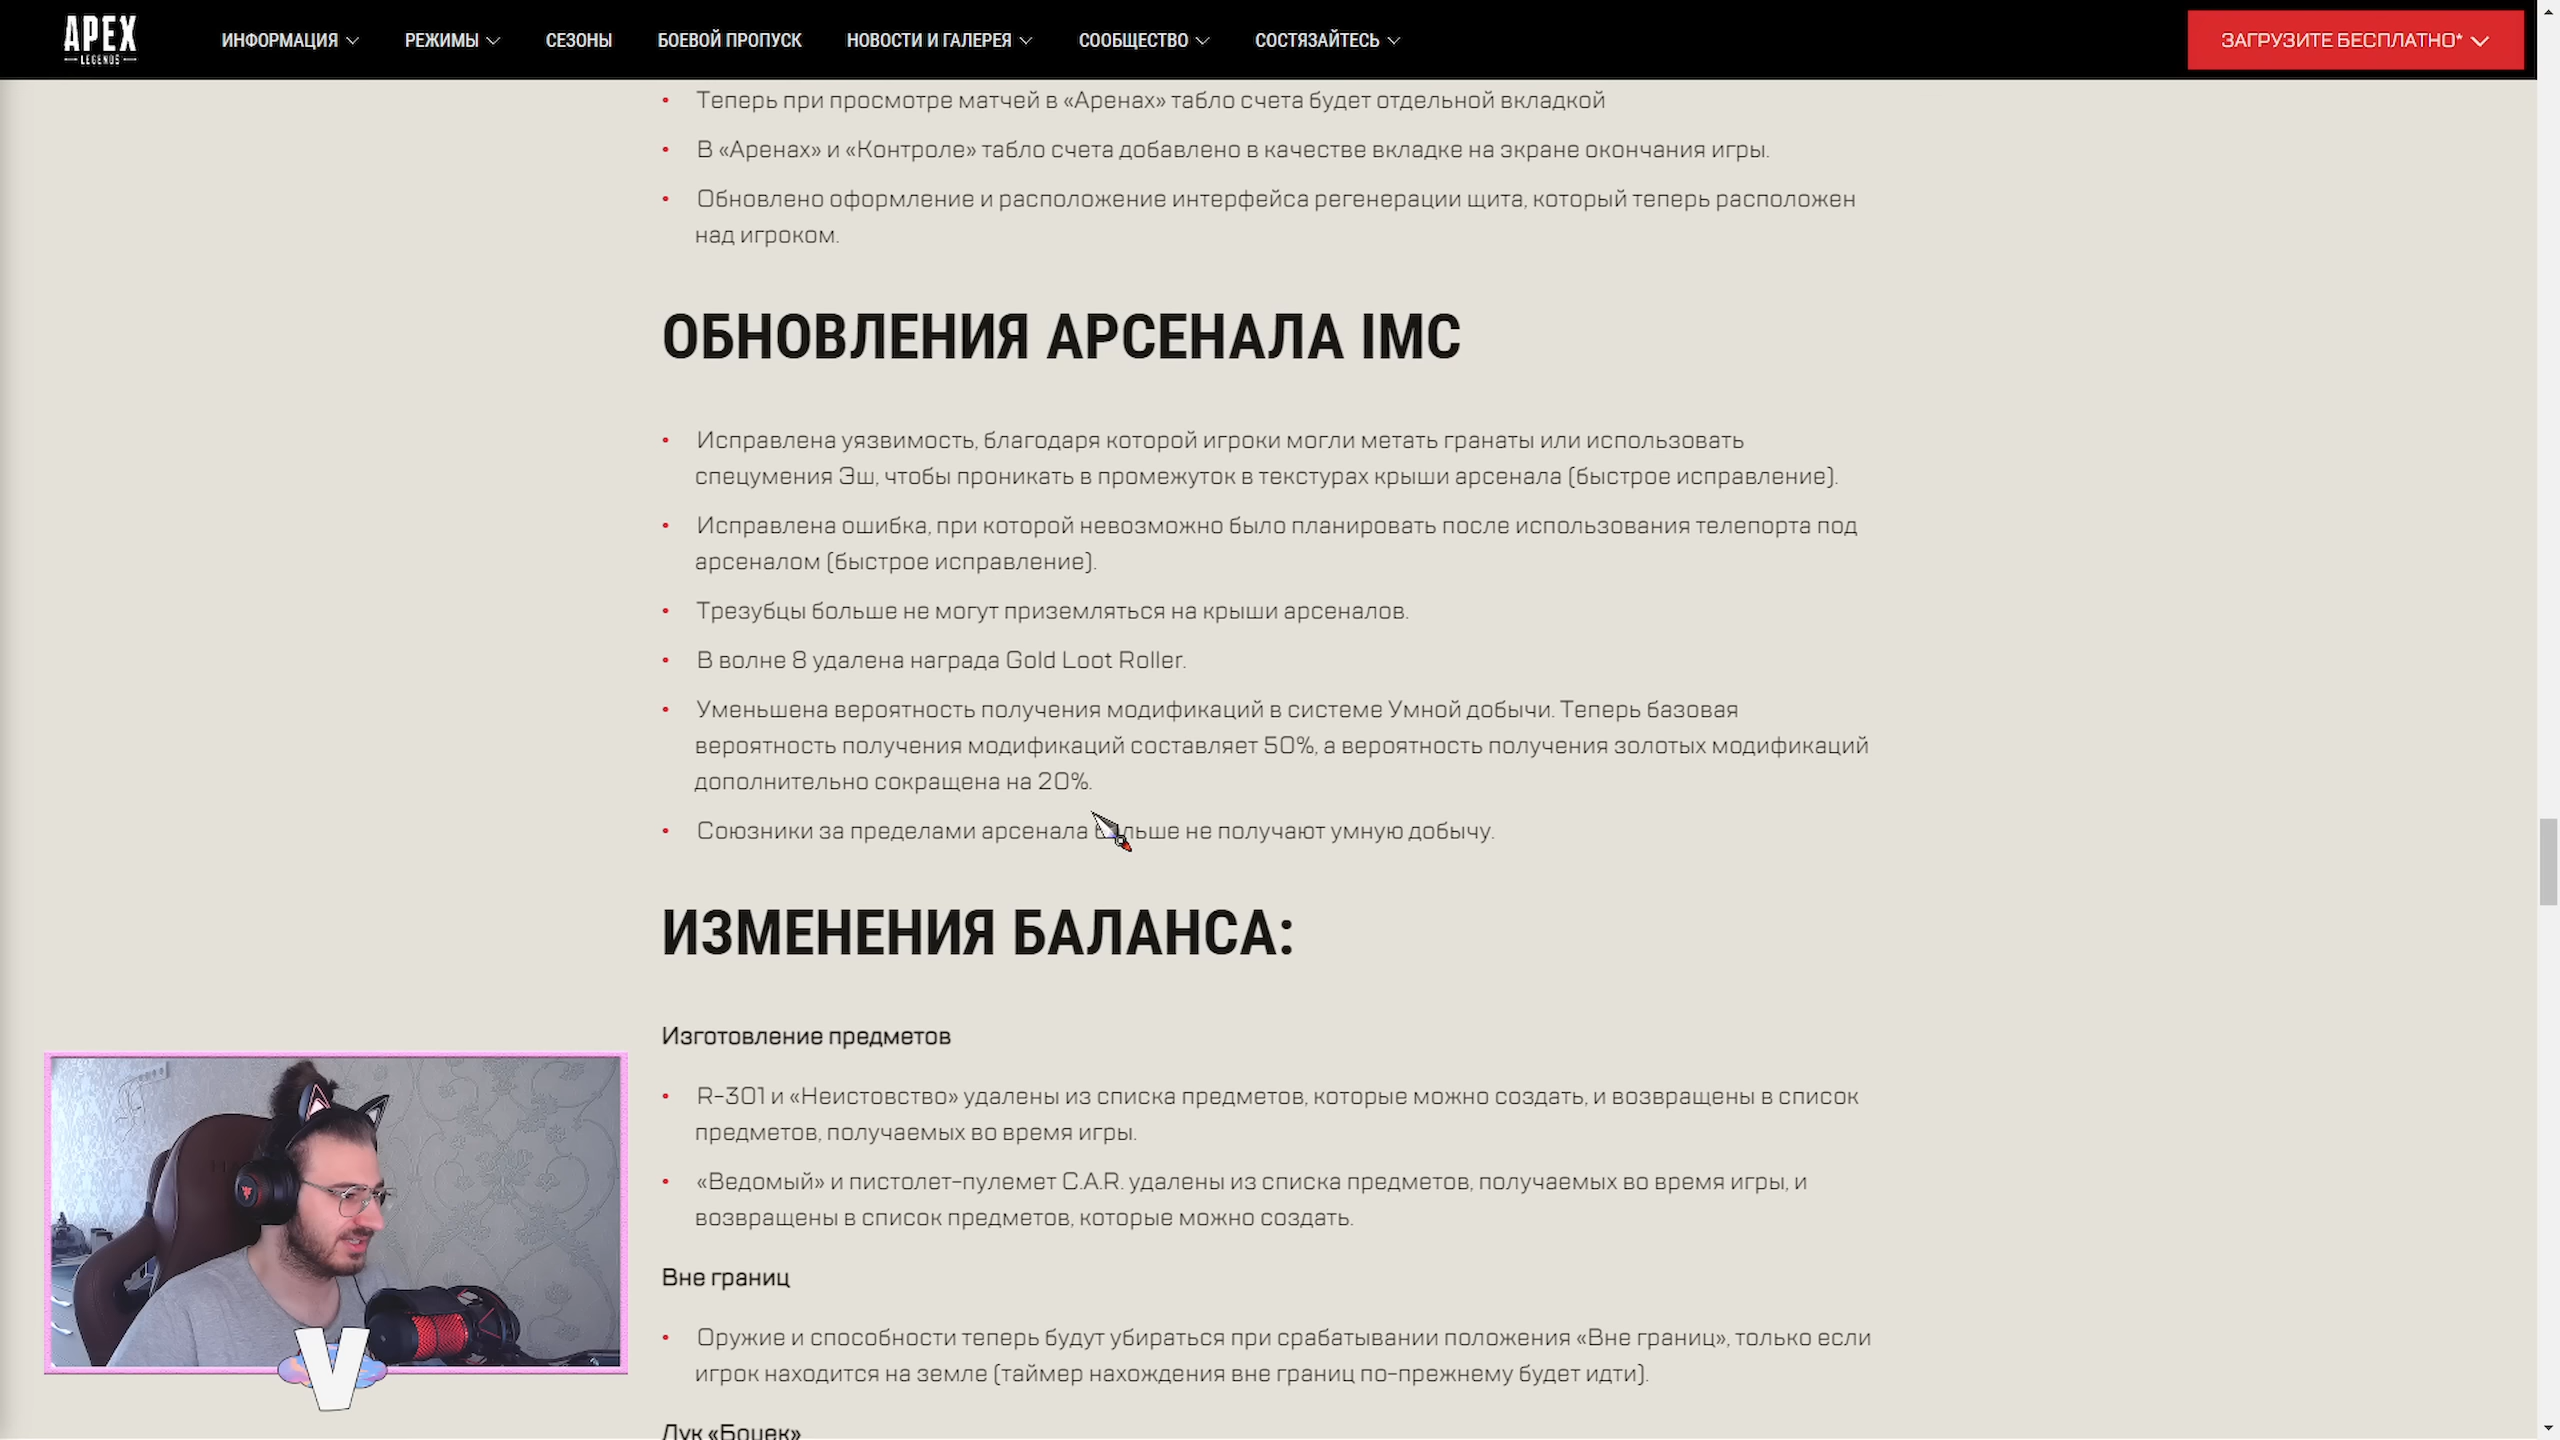 APEX
LEGENDS
ИНФОРМАЦИЯ
РЕЖИМЫ
СЕЗОНЫ
БОЕВОЙ ПРОПУСК
НОВОСТИ И ГАЛЕРЕЯ
СООБЩЕСТВО
СОСТЯЗАЙТЕСЬ
ЗАГРУЗИТЕ БЕСПЛАТНО*
• Теперь при просмотре матчей в «Аренах» табло счета будет отдельной вкладкой
• В «Аренах» и «Контроле» табло счета добавлено в качестве вкладке на экране окончания игры.
• Обновлено оформление и расположение интерфейса регенерации щита, который теперь расположен
над игроком.
ОБНОВЛЕНИЯ АРСЕНАЛА IMC
• Исправлена уязвимость, благодаря которой игроки могли метать гранаты или использовать
спецумения Эш, чтобы проникать в промежуток в текстурах крыши арсенала (быстрое исправление).
• Исправлена ошибка, при которой невозможно было планировать после использования телепорта под
арсеналом (быстрое исправление).
• Трезубцы больше не могут приземляться на крыши арсеналов.
• В волне 8 удалена награда Gold Loot Roller.
• Уменьшена вероятность получения модификаций в системе Умной добычи. Теперь базовая
вероятность получения модификаций составляет 50%, а вероятность получения золотых модификаций
дополнительно сокращена на 20%.
• Союзники за пределами арсенала больше не получают умную добычу.
ИЗМЕНЕНИЯ БАЛАНСА:
Изготовление предметов
• R-301 и «Неистовство» удалены из списка предметов, которые можно создать, и возвращены в список
предметов, получаемых во время игры.
• «Ведомый» и пистолет-пулемет C.A.R. удалены из списка предметов, получаемых во время игры, и
возвращены в список предметов, которые можно создать.
Вне границ
• Оружие и способности теперь будут убираться при срабатывании положения «Вне границ», только если
игрок находится на земле (таймер нахождения вне границ по-прежнему будет идти).
Лук «Боцек»
V